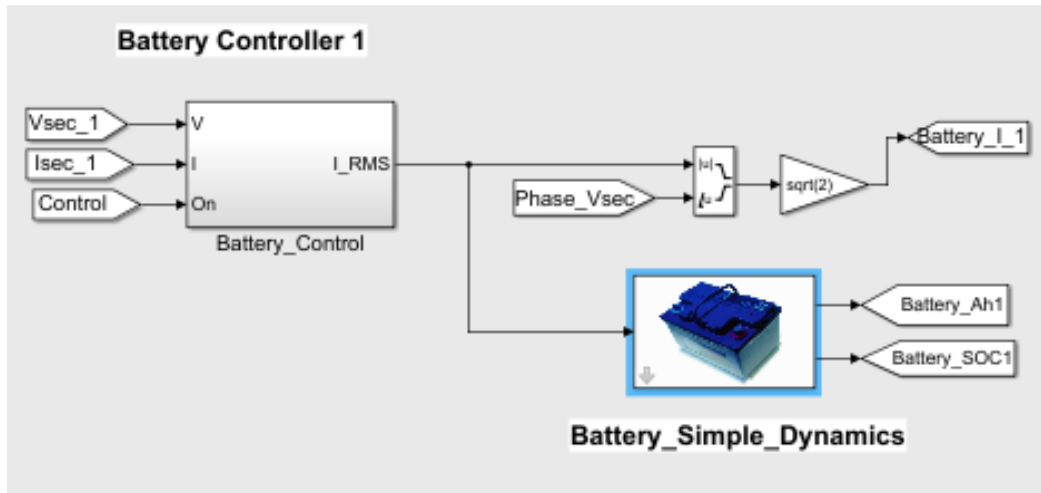 Battery Controller 1
Vsec_1
Isec_1
Control
V
I
On
I_RMS
Battery_Control
Phase_Vsec
|u|
sqrt(2)
Battery_I_1
Battery_Ah1
Battery_SOC1
Battery_Simple_Dynamics